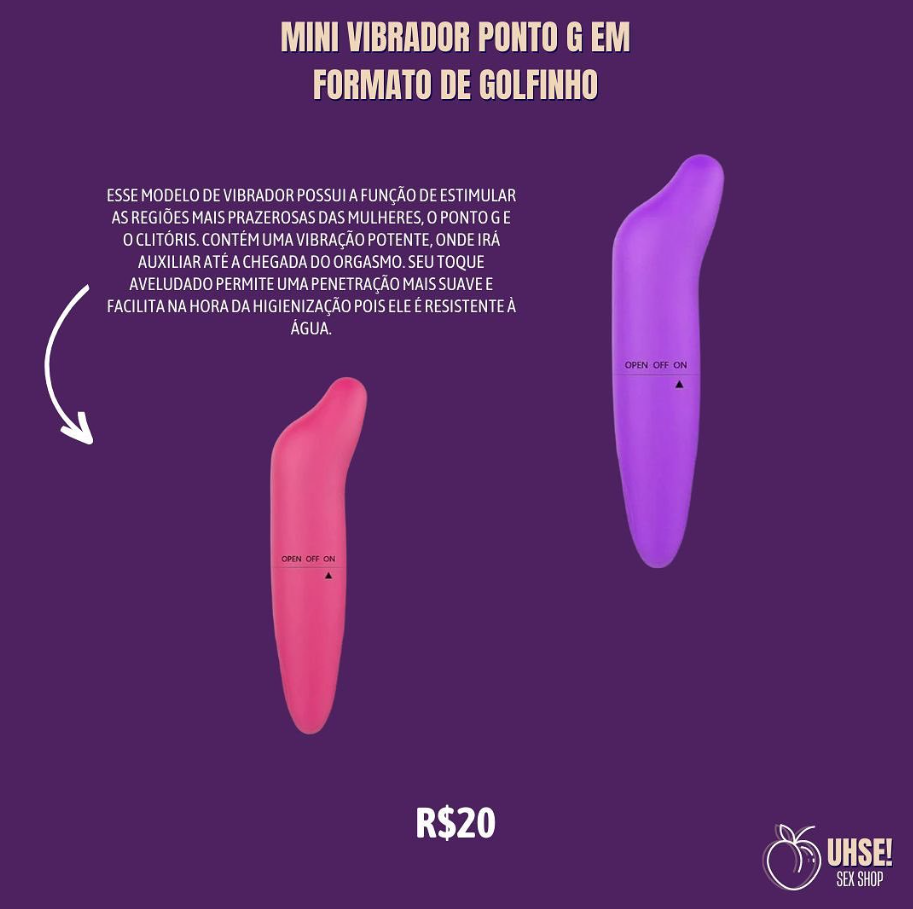 MINI VIBRADOR PONTO G EM
FORMATO DE GOLFINHO
ESSE MODELO DE VIBRADOR POSSUI A FUNÇÃO DE ESTIMULAR
AS REGIÕES MAIS PRAZEROSAS DAS MULHERES, O PONTO G E
O CLITÓRIS. CONTÉM UMA VIBRAÇÃO POTENTE, ONDE IRÁ
AUXILIAR ATÉ A CHEGADA DO ORGASMO. SEU TOQUE
AVELUDADO PERMITE UMA PENETRAÇÃO MAIS SUAVE E
FACILITA NA HORA DA HIGIENIZAÇÃO POIS ELE É RESISTENTE À
ÁGUA.
OPEN OFF ON
OPEN OFF ON
R$20
UHSE!
SEX SHOP